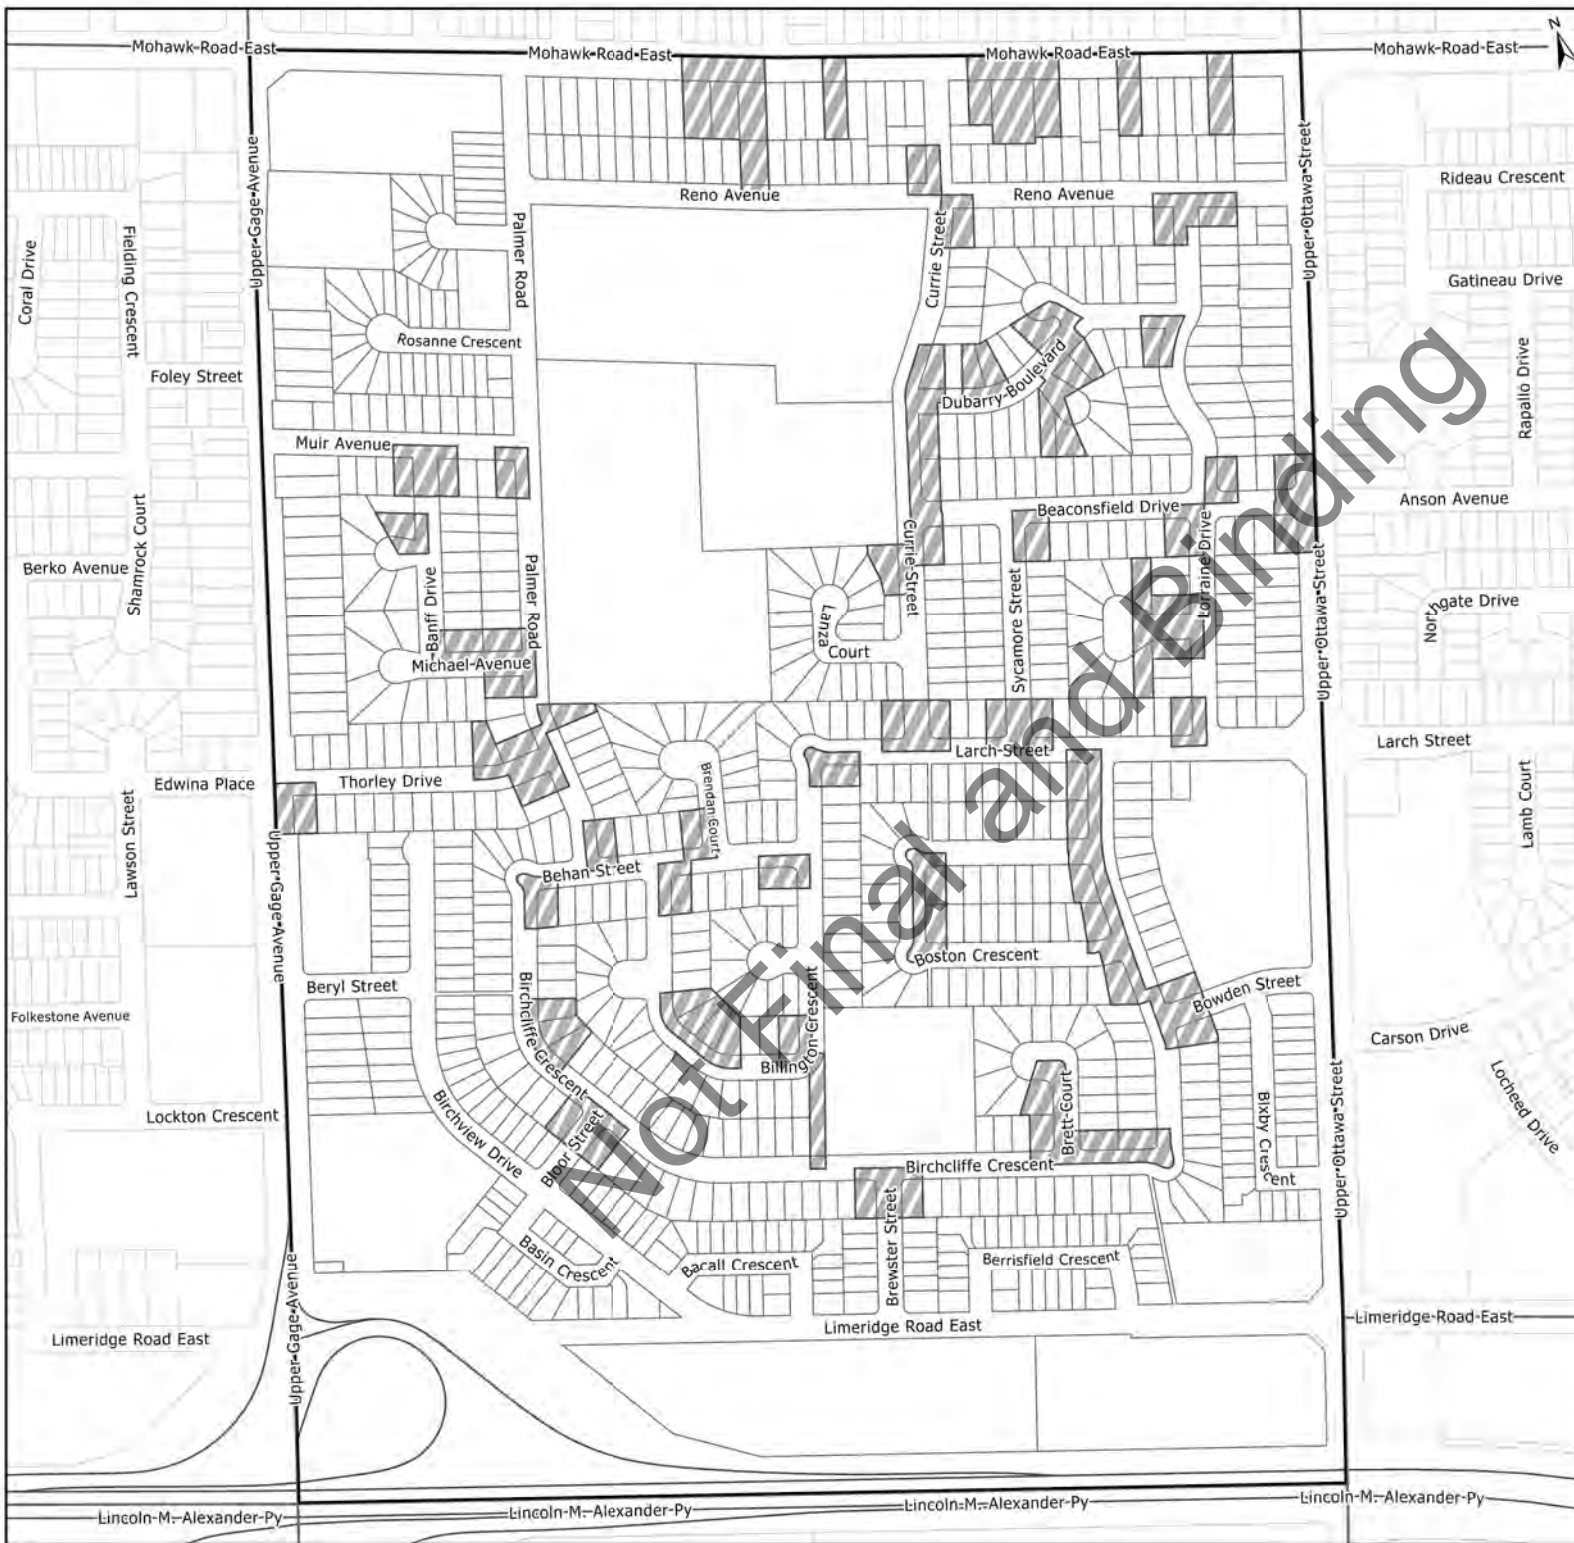 Mohawk Road East
Mohawk Road East
Mohawk Road East
Mohawk Road East
N
Upper Gage Avenue
Upper Ottawa Street
Rideau Crescent
Reno Avenue
Reno Avenue
Palmer Road
Currie Street
Coral Drive
Fielding Crescent
Gatineau Drive
Rosanne Crescent
Foley Street
Rapallo Drive
Dubarry Boulevard
Muir Avenue
Anson Avenue
Beaconsfield Drive
Shamrock Court
Berko Avenue
Banff Drive
Palmer Road
Currie Street
Sycamore Street
Lorraine Drive
Upper Ottawa Street
Northgate Drive
Lanza
Court
Michael Avenue
Larch Street
Larch Street
Edwina Place
Thorley Drive
Brendan Court
Lawson Street
Lamb Court
Upper Gage Avenue
Behan Street
Boston Crescent
Beryl Street
Bowden Street
Folkestone Avenue
Birchcliffe Crescent
Billington Crescent
Carson Drive
Locheed Drive
Lockton Crescent
Birchview Drive
Bloor Street
Brett Court
Bixby Crescent
Upper Ottawa Street
Birchcliffe Crescent
Basin Crescent
Bacall Crescent
Brewster Street
Berrisfield Crescent
Upper Gage Avenue
Limeridge Road East
Limeridge Road East
Limeridge Road East
Lincoln M. Alexander Py
Lincoln M. Alexander Py
Lincoln M. Alexander Py
Lincoln M. Alexander Py
Not Final and Binding